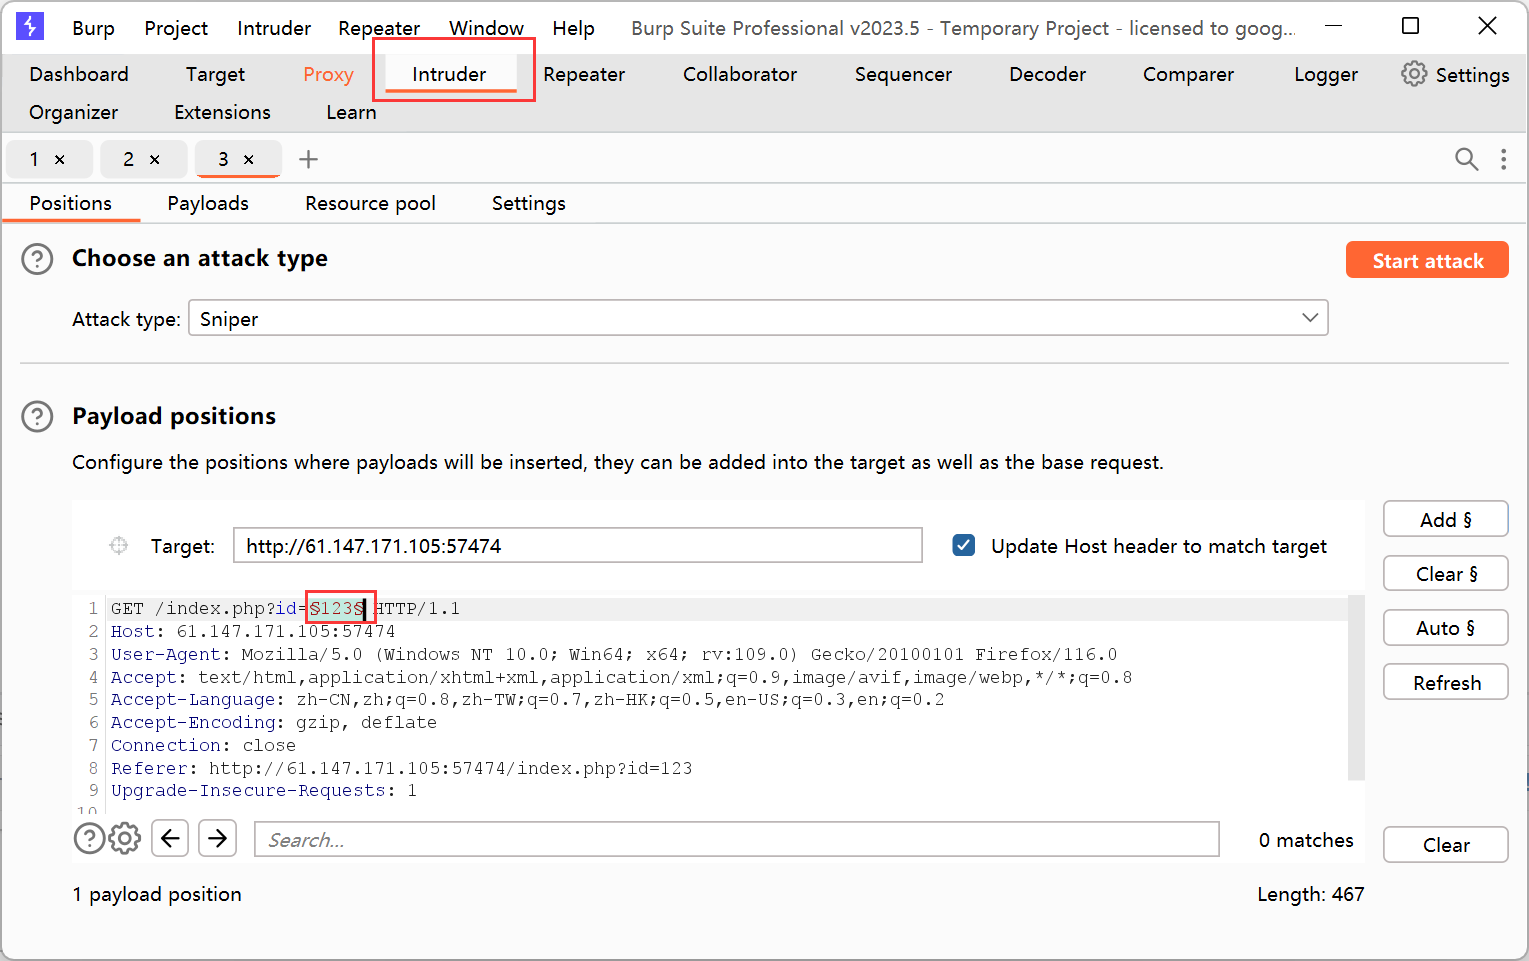 Burp Project Intruder Repeater Window Help Burp Suite Professional v2023.5 - Temporary Project - licensed to goog...
Dashboard Target Proxy Intruder Repeater Collaborator Sequencer Decoder Comparer Logger Settings
Organizer Extensions Learn
1 × 2 × 3 × +
Positions Payloads Resource pool Settings
? Choose an attack type Start attack
Attack type: Sniper
? Payload positions
Configure the positions where payloads will be inserted, they can be added into the target as well as the base request.
Add §
Target: http://61.147.171.105:57474 Update Host header to match target
Clear §
1 GET /index.php?id=§123§ HTTP/1.1
2 Host: 61.147.171.105:57474
Auto §
3 User-Agent: Mozilla/5.0 (Windows NT 10.0; Win64; x64; rv:109.0) Gecko/20100101 Firefox/116.0
4 Accept: text/html,application/xhtml+xml,application/xml;q=0.9,image/avif,image/webp,*/*;q=0.8
Refresh
5 Accept-Language: zh-CN,zh;q=0.8,zh-TW;q=0.7,zh-HK;q=0.5,en-US;q=0.3,en;q=0.2
6 Accept-Encoding: gzip, deflate
7 Connection: close
8 Referer: http://61.147.171.105:57474/index.php?id=123
9 Upgrade-Insecure-Requests: 1
10
? Search... 0 matches Clear
1 payload position Length: 467